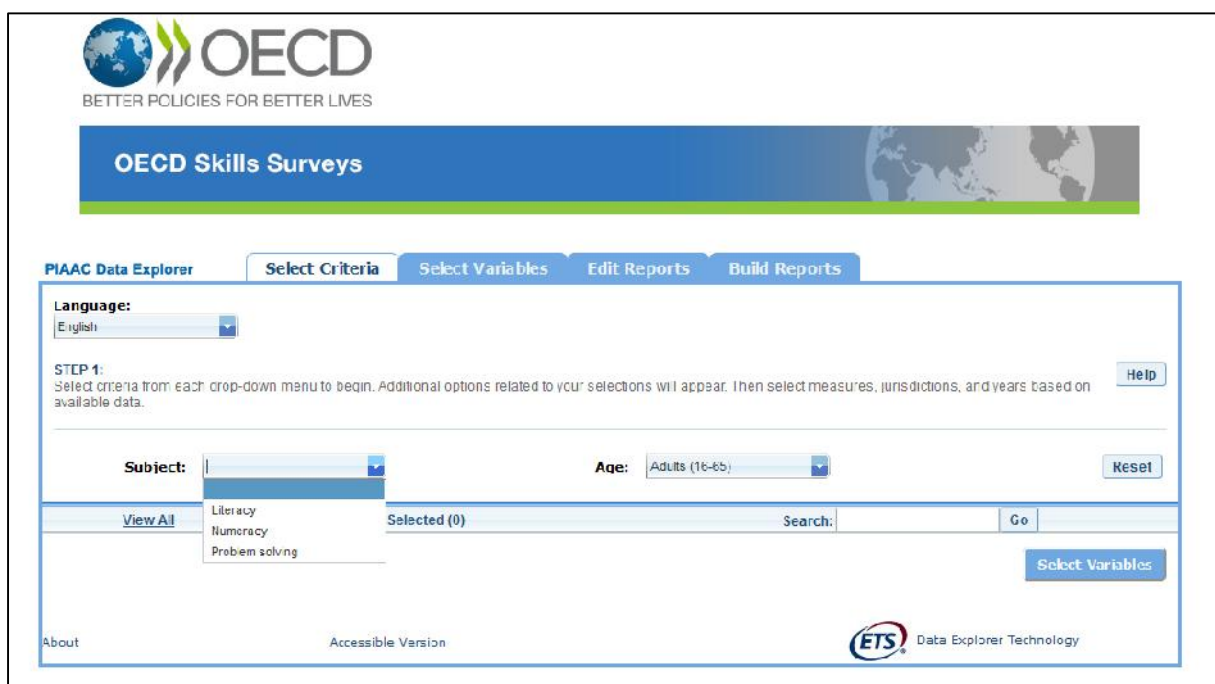 OECD
BETTER POLICIES FOR BETTER LIVES
OECD Skills Surveys
PIAAC Data Explorer Select Criteria Select Variables Edit Reports Build Reports
Language:
English
STEP 1:
Select criteria from each drop-down menu to begin. Additional options related to your selections will appear. Then select measures, jurisdictions, and years based on
available data.
Help
Subject: Age: Adults (16-65) Reset
Literacy
Numeracy
Problem solving
View All Selected (0) Search: Go
Select Variables
About Accessible Version ETS Data Explorer Technology